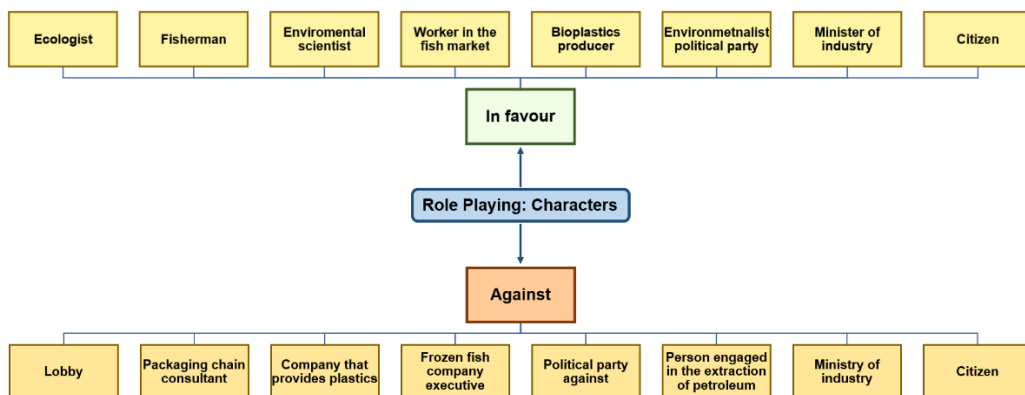 Ecologist
Fisherman
Enviromental
scientist
Worker in the
fish market
Bioplastics
producer
Environmetnalist
political party
Minister of
industry
Citizen
In favour
Role Playing: Characters
Against
Lobby
Packaging chain
consultant
Company that
provides plastics
Frozen fish
company
executive
Political party
against
Person engaged
in the extraction
of petroleum
Ministry of
industry
Citizen